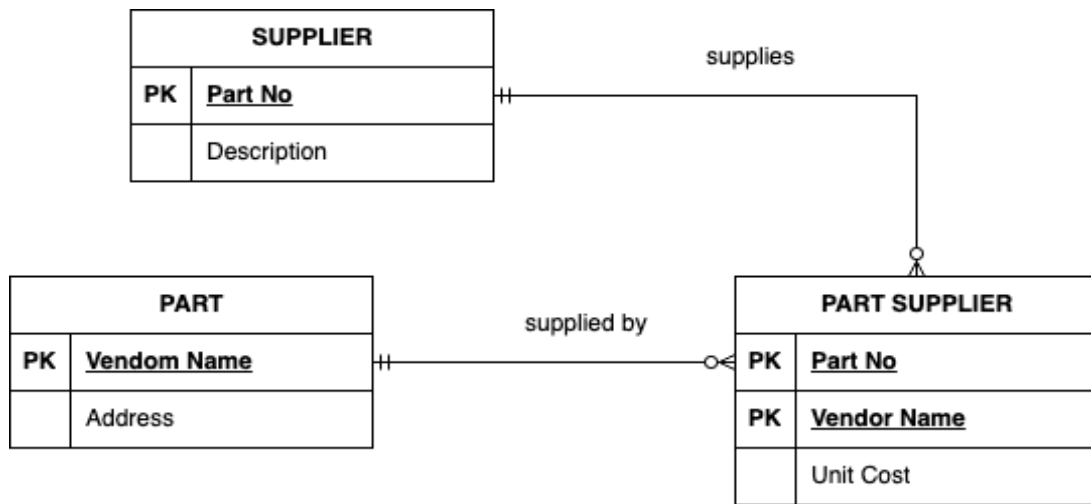 SUPPLIER
PK Part No
Description
supplies
PART
PK Vendom Name
Address
supplied by
PART SUPPLIER
PK Part No
PK Vendor Name
Unit Cost